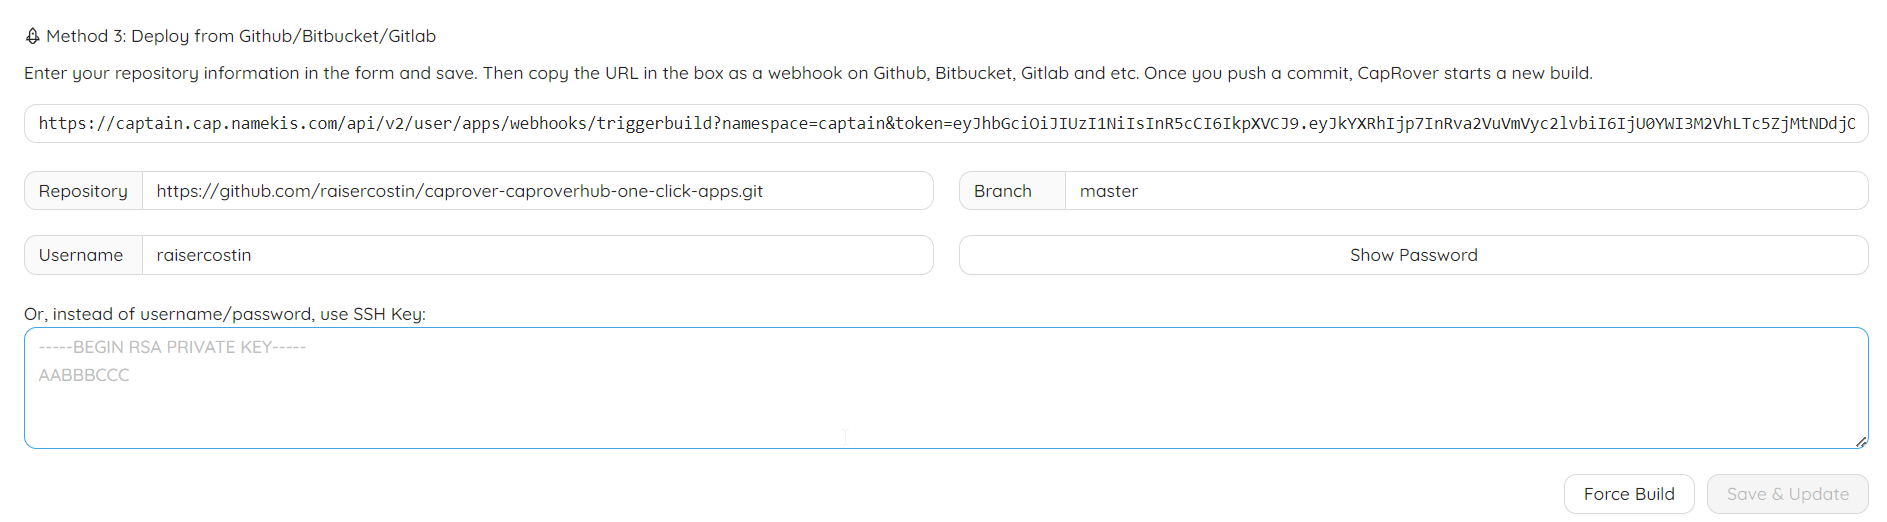 Method 3: Deploy from Github/Bitbucket/Gitlab
Enter your repository information in the form and save. Then copy the URL in the box as a webhook on Github, Bitbucket, Gitlab and etc. Once you push a commit, CapRover starts a new build.
https://captain.cap.namekis.com/api/v2/user/apps/webhooks/triggerbuild?namespace=captain&token=eyJhbGciOiJIUzI1NiIsInR5cCI6IkpXVCJ9.eyJkYXRhIjp7InRva2VuVmVyc2lvbiI6IjU0YWI3M2VhLTc5ZjMtNDdjO
Repository https://github.com/raisercostin/caprover-caproverhub-one-click-apps.git Branch master
Username raisercostin Show Password
Or, instead of username/password, use SSH Key:
-----BEGIN RSA PRIVATE KEY-----
AABBBCCC
Force Build Save & Update